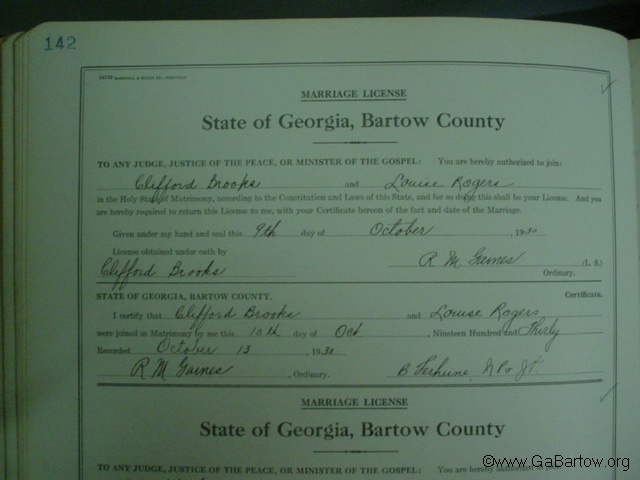 142
MARRIAGE LICENSE
State of Georgia, Bartow County
TO ANY JUDGE, JUSTICE OF THE PEACE, OR MINISTER OF THE GOSPEL: You are hereby authorized to join:
Clifford Brooks and Louise Rogers
in the Holy State of Matrimony, according to the Constitution and Laws of this State, and for so doing this shall be your License. And you
are hereby required to return this License to me, with your Certificate hereon of the fact and date of the Marriage.
Given under my hand and seal this 9th day of October , 1930
License obtained under oath by R M Gaines (L. S.)
Clifford Brooks Ordinary.
STATE OF GEORGIA, BARTOW COUNTY. Certificate.
I certify that Clifford Brooks and Louise Rogers
were joined in Matrimony by me this 10th day of Oct , Nineteen Hundred and Thirty
Recorded October 13 , 1930
R M Gaines , Ordinary. B Terhune, N P & J P.
MARRIAGE LICENSE
State of Georgia, Bartow County
TO ANY JUDGE, JUSTICE OF THE PEACE, OR MINISTER OF THE GOSPEL: You are hereby authorized
©www.GaBartow.org